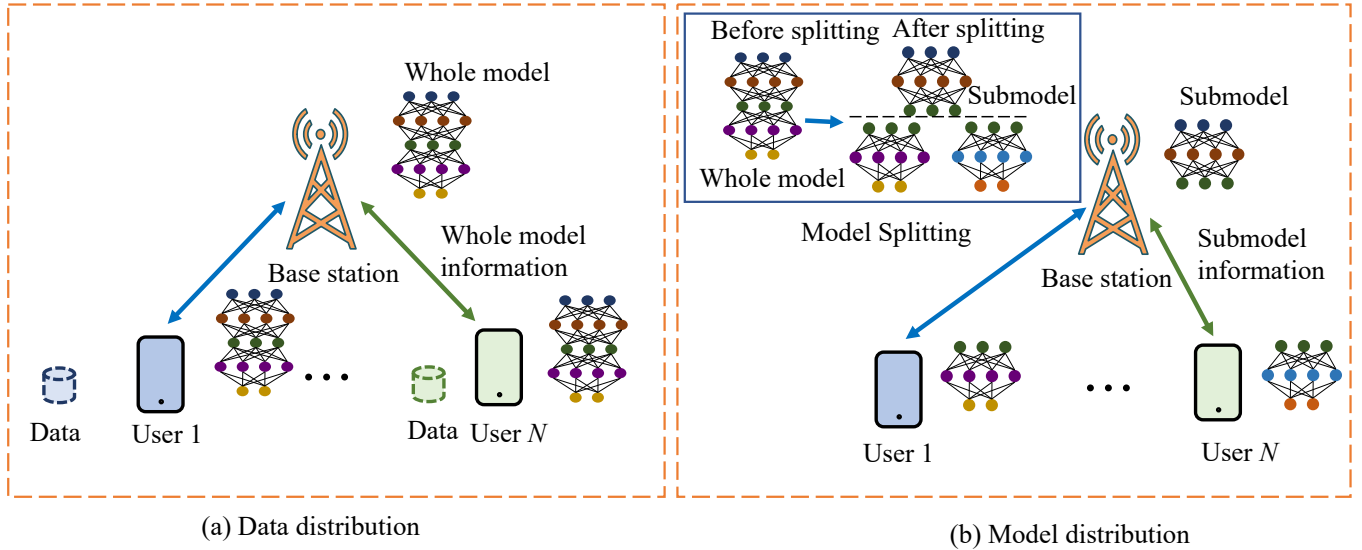 Whole model
Whole model
information
Base station
Data
User 1
Data
User N
(a) Data distribution
Before splitting
After splitting
Submodel
Whole model
Model Splitting
Submodel
Submodel
information
Base station
User 1
User N
(b) Model distribution